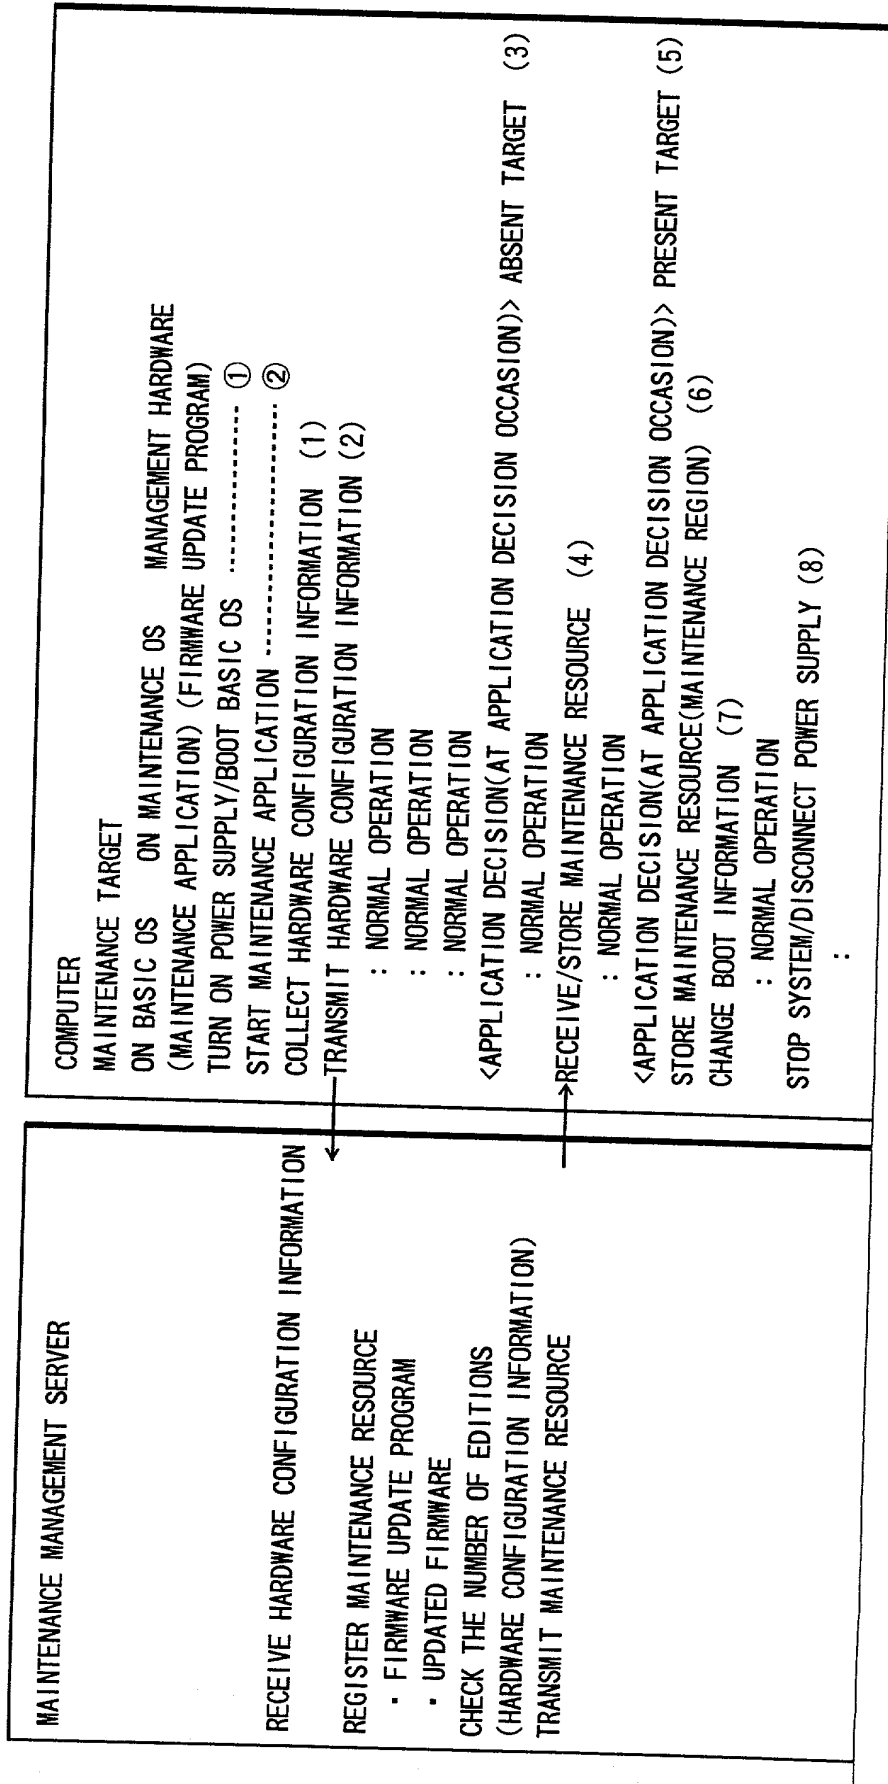 MAINTENANCE MANAGEMENT SERVER
RECEIVE HARDWARE CONFIGURATION INFORMATION
REGISTER MAINTENANCE RESOURCE
・FIRMWARE UPDATE PROGRAM
・UPDATED FIRMWARE
CHECK THE NUMBER OF EDITIONS
(HARDWARE CONFIGURATION INFORMATION)
TRANSMIT MAINTENANCE RESOURCE
COMPUTER
MAINTENANCE TARGET
ON BASIC OS ON MAINTENANCE OS MANAGEMENT HARDWARE
(MAINTENANCE APPLICATION) (FIRMWARE UPDATE PROGRAM)
TURN ON POWER SUPPLY/BOOT BASIC OS ---------------- ①
START MAINTENANCE APPLICATION --------------------- ②
COLLECT HARDWARE CONFIGURATION INFORMATION (1)
TRANSMIT HARDWARE CONFIGURATION INFORMATION (2)
: NORMAL OPERATION
: NORMAL OPERATION
: NORMAL OPERATION
<APPLICATION DECISION(AT APPLICATION DECISION OCCASION)> ABSENT TARGET (3)
: NORMAL OPERATION
RECEIVE/STORE MAINTENANCE RESOURCE (4)
: NORMAL OPERATION
<APPLICATION DECISION(AT APPLICATION DECISION OCCASION)> PRESENT TARGET (5)
STORE MAINTENANCE RESOURCE(MAINTENANCE REGION) (6)
CHANGE BOOT INFORMATION (7)
: NORMAL OPERATION
STOP SYSTEM/DISCONNECT POWER SUPPLY (8)
: